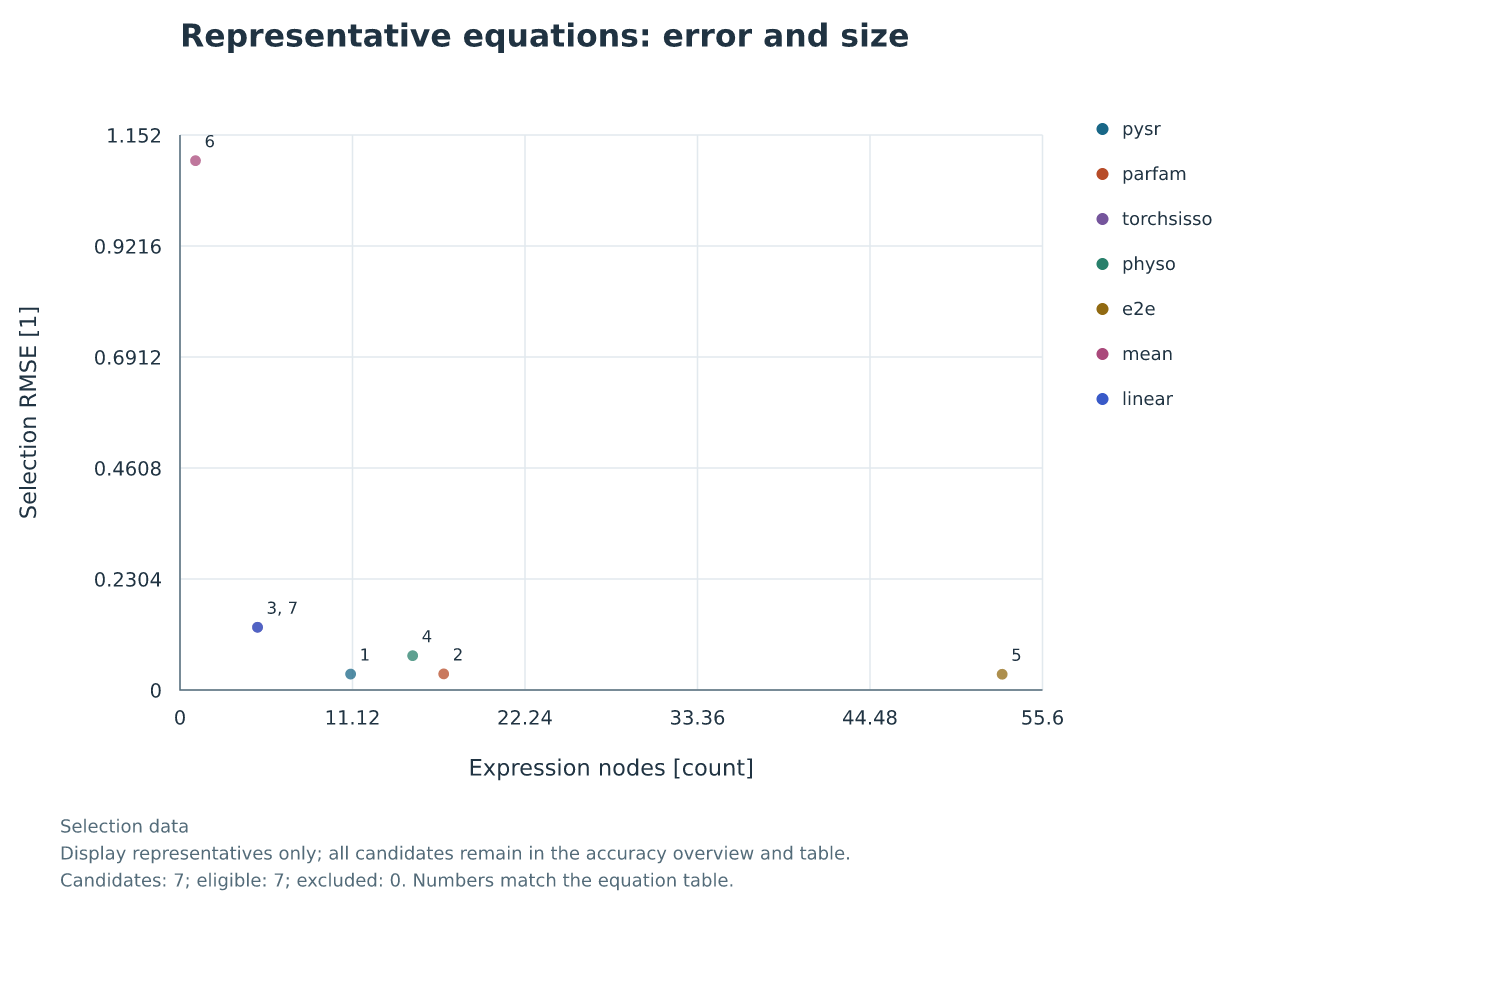 Representative equations: error and size
1.152
0.9216
0.6912
0.4608
0.2304
0
Selection RMSE [1]
6
3, 7
1
4
2
5
0
11.12
22.24
33.36
44.48
55.6
Expression nodes [count]
pysr
parfam
torchsisso
physo
e2e
mean
linear
Selection data
Display representatives only; all candidates remain in the accuracy overview and table.
Candidates: 7; eligible: 7; excluded: 0. Numbers match the equation table.